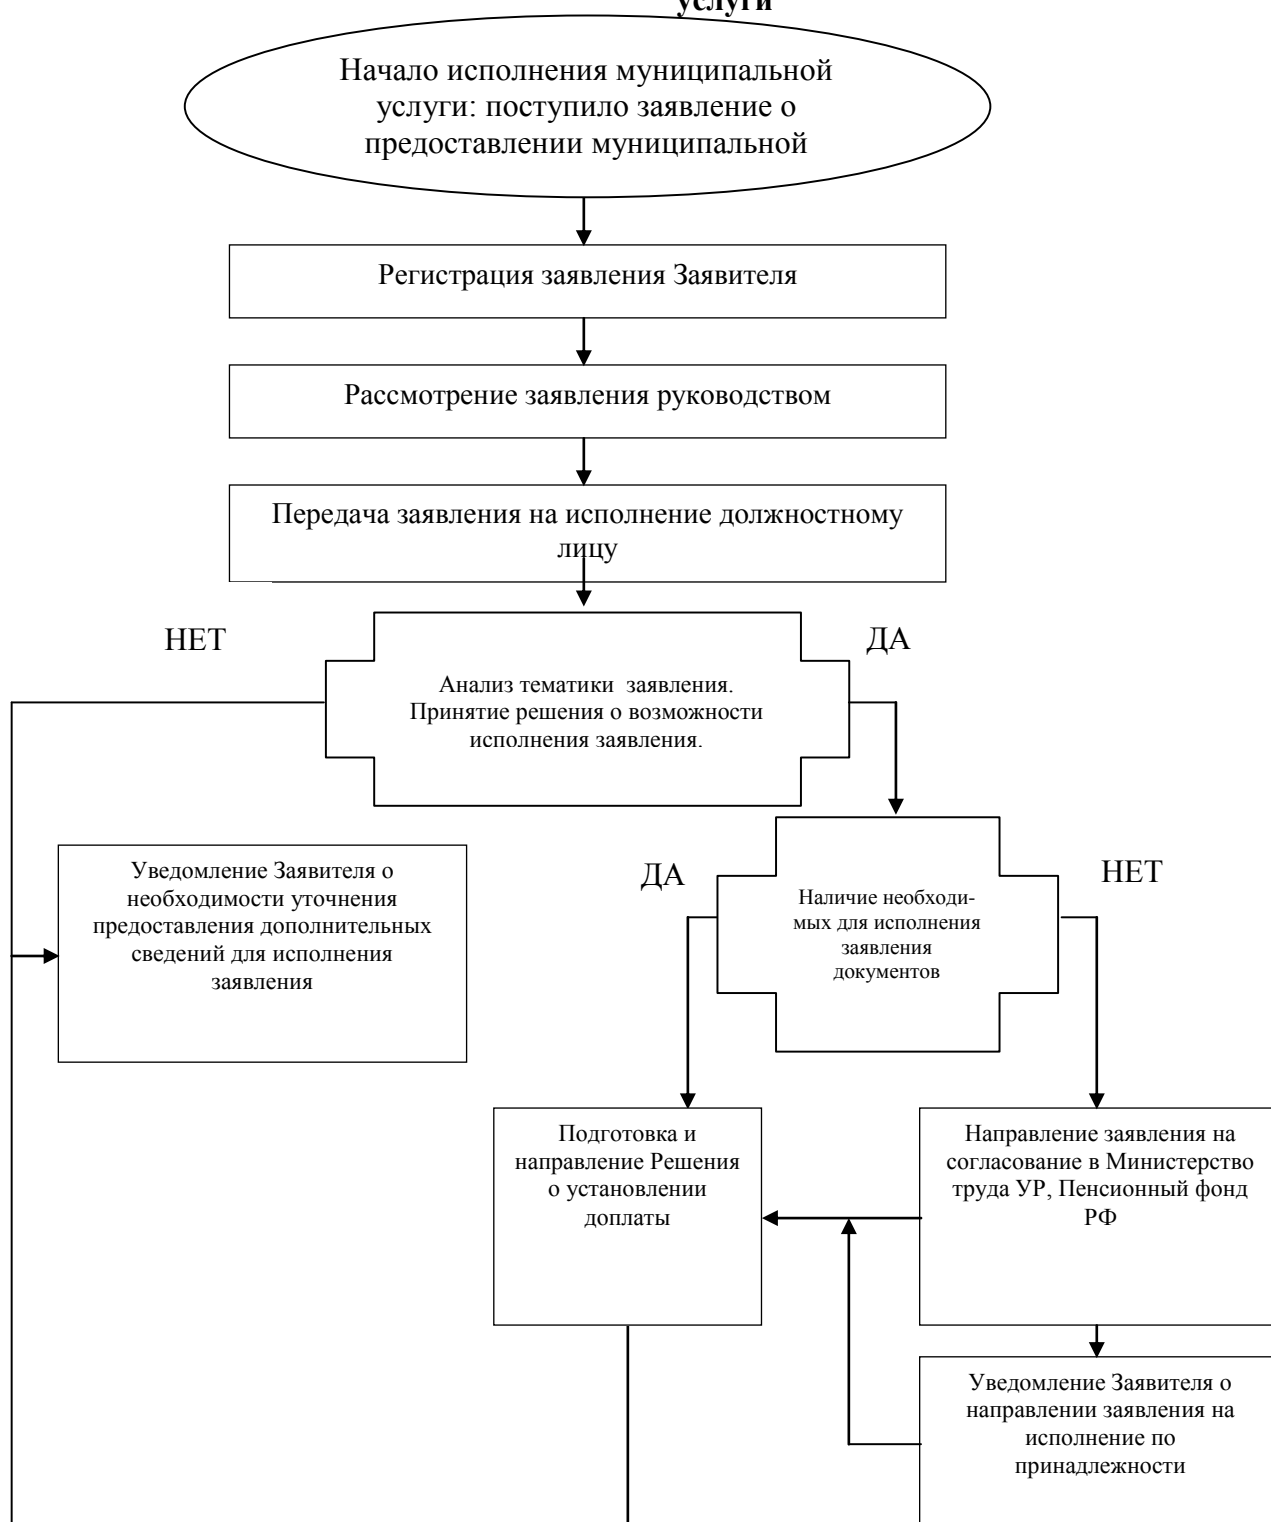 услуги
Начало исполнения муниципальной
услуги: поступило заявление о
предоставлении муниципальной
Регистрация заявления Заявителя
Рассмотрение заявления руководством
Передача заявления на исполнение должностному
лицу
НЕТ
ДА
Анализ тематики заявления.
Принятие решения о возможности
исполнения заявления.
Уведомление Заявителя о
необходимости уточнения
предоставления дополнительных
сведений для исполнения
заявления
ДА
НЕТ
Наличие необходи-
мых для исполнения
заявления
документов
Подготовка и
направление Решения
о установлении
доплаты
Направление заявления на
согласование в Министерство
труда УР, Пенсионный фонд
РФ
Уведомление Заявителя о
направлении заявления на
исполнение по
принадлежности